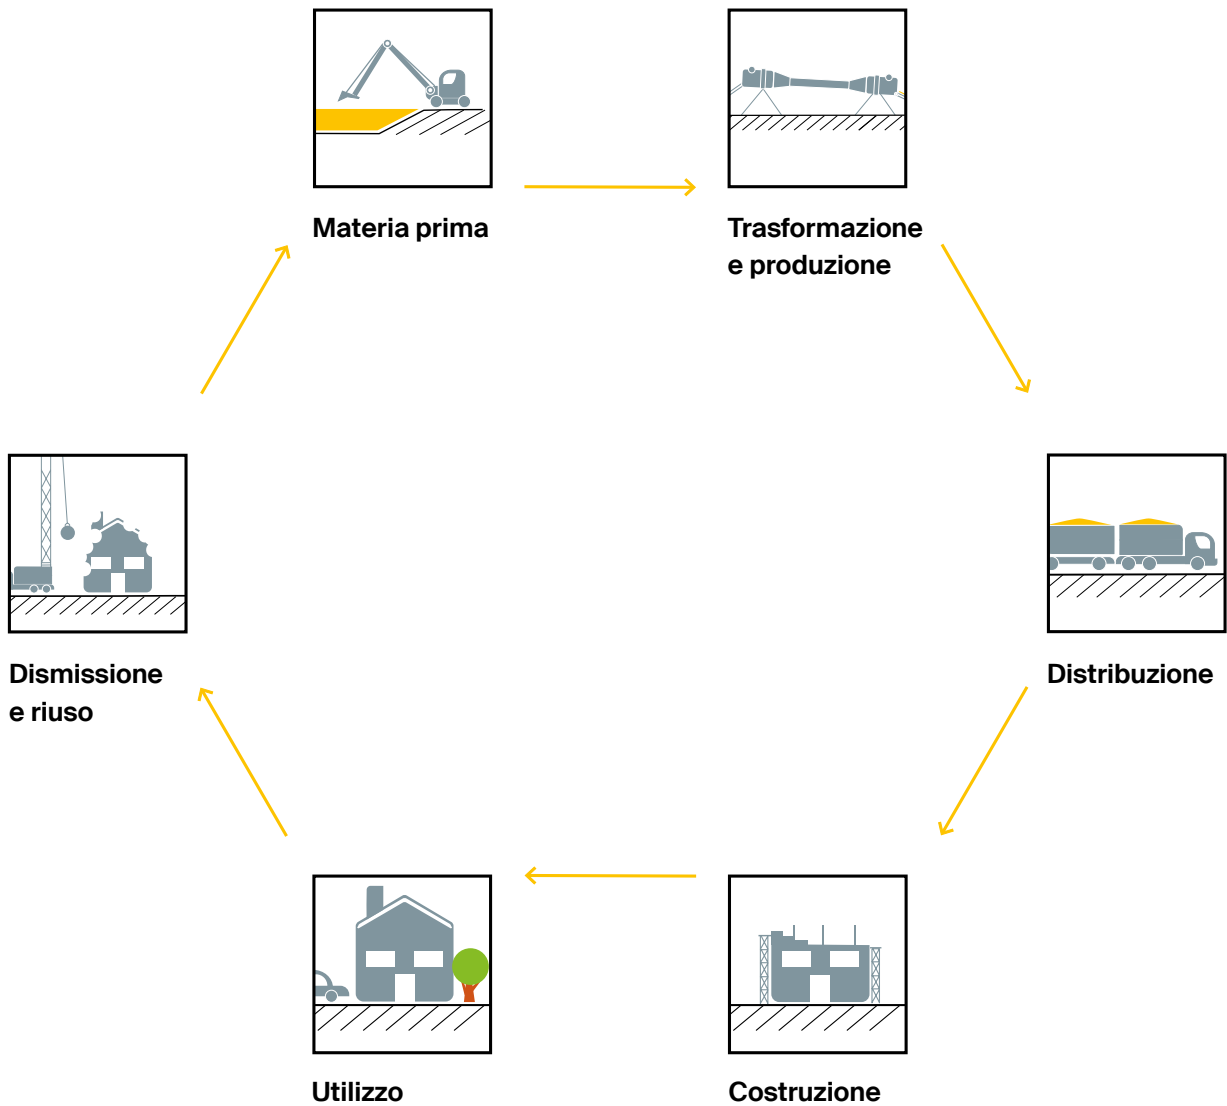 Materia prima
Trasformazione
e produzione
Distribuzione
Costruzione
Utilizzo
Dismissione
e riuso